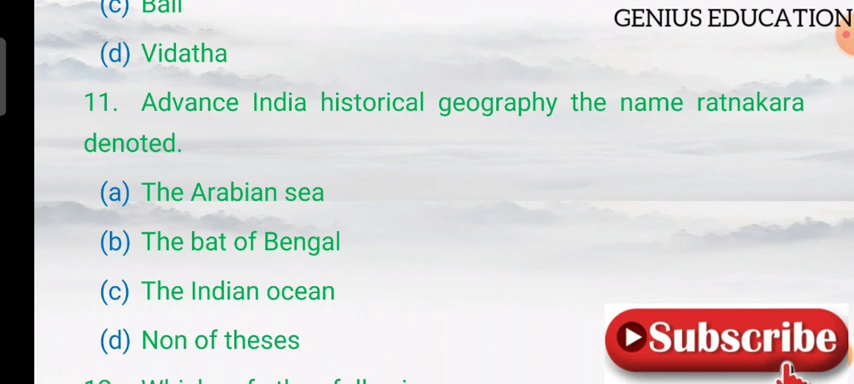 (c) Bali
GENIUS EDUCATION
(d) Vidatha
11. Advance India historical geography the name ratnakara
denoted.
(a) The Arabian sea
(b) The bat of Bengal
(c) The Indian ocean
(d) Non of theses
Subscribe